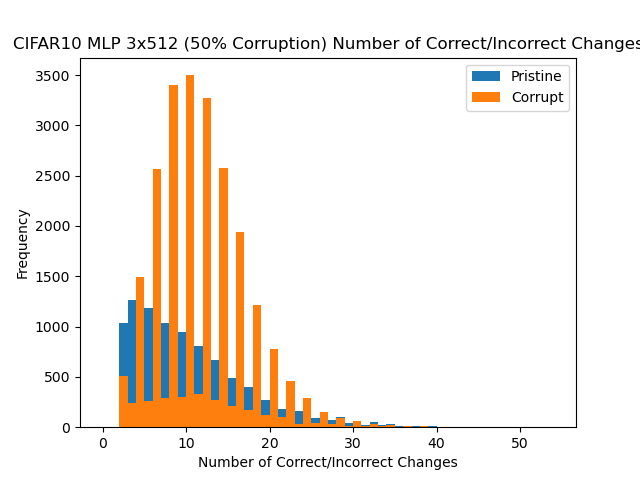 CIFAR10 MLP 3x512 (50% Corruption) Number of Correct/Incorrect Changes
Pristine
Corrupt
3500
3000
2500
2000
1500
1000
500
0
Frequency
0 10 20 30 40 50
Number of Correct/Incorrect Changes